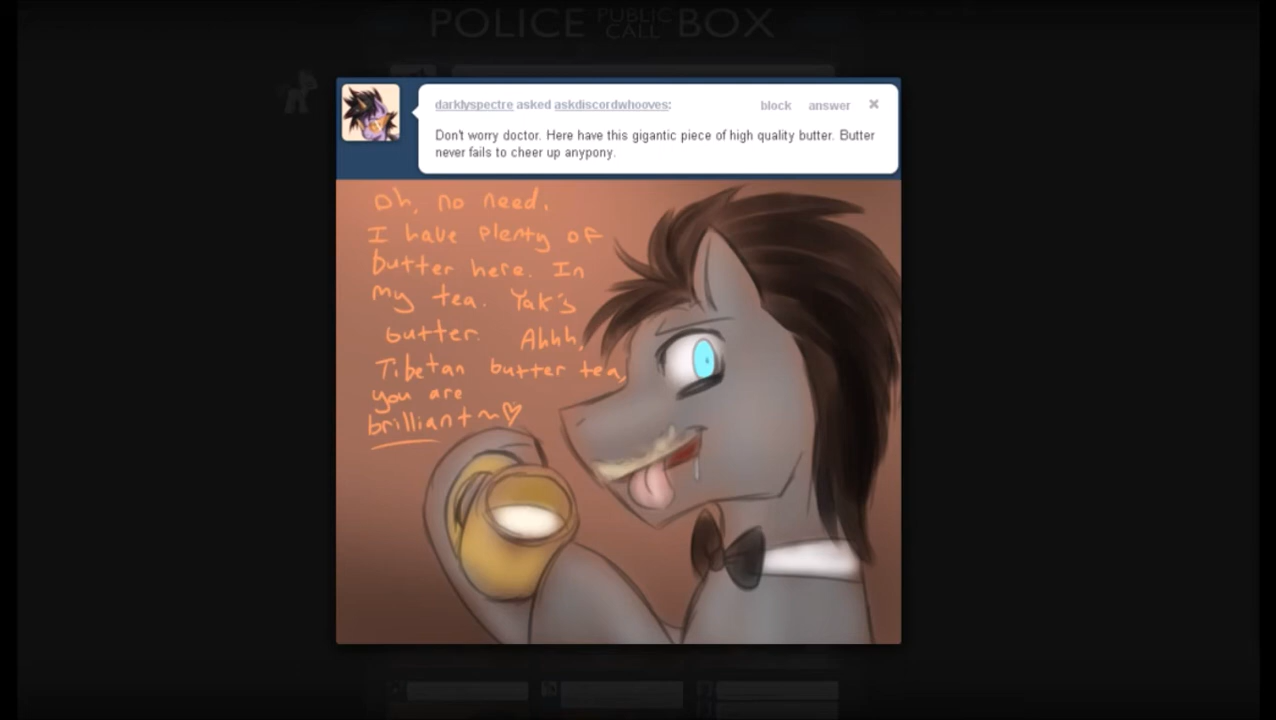 POLICE PUBLIC CALL BOX
darklyspectre asked askdiscordwhooves:
block answer ×
Don't worry doctor. Here have this gigantic piece of high quality butter. Butter
never fails to cheer up anypony.
Oh, no need.
I have plenty of
butter here. In
my tea. Yak's
butter. Ahhh,
Tibetan butter tea,
you are
brilliant~♡